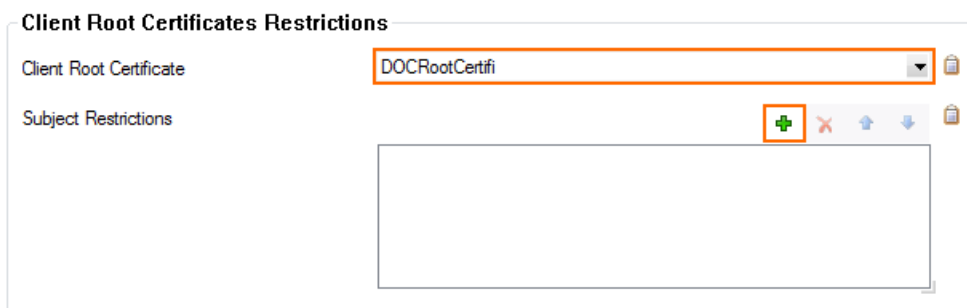 Client Root Certificates Restrictions
Client Root Certificate
DOCRootCertifi
Subject Restrictions